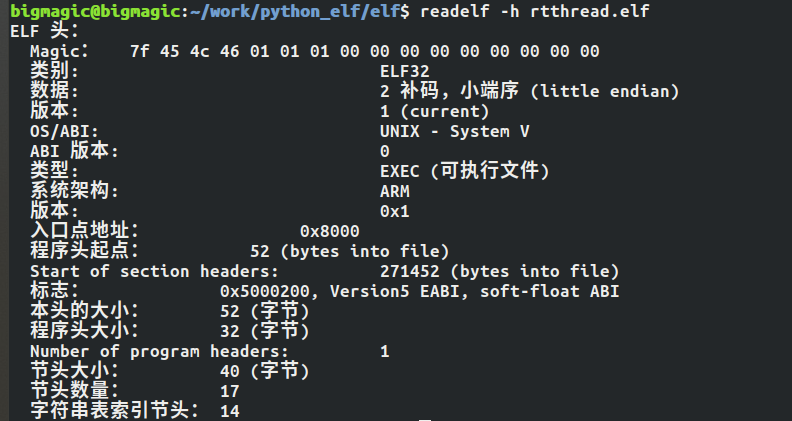 bigmagic@bigmagic:~/work/python_elf/elf$ readelf -h rtthread.elf
ELF 头：
  Magic：   7f 45 4c 46 01 01 01 00 00 00 00 00 00 00 00 00
  类别:                              ELF32
  数据:                              2 补码，小端序 (little endian)
  版本:                              1 (current)
  OS/ABI:                            UNIX - System V
  ABI 版本:                          0
  类型:                              EXEC (可执行文件)
  系统架构:                          ARM
  版本:                              0x1
  入口点地址：               0x8000
  程序头起点：          52 (bytes into file)
  Start of section headers:          271452 (bytes into file)
  标志：             0x5000200, Version5 EABI, soft-float ABI
  本头的大小：       52 (字节)
  程序头大小：       32 (字节)
  Number of program headers:         1
  节头大小：         40 (字节)
  节头数量：         17
  字符串表索引节头： 14